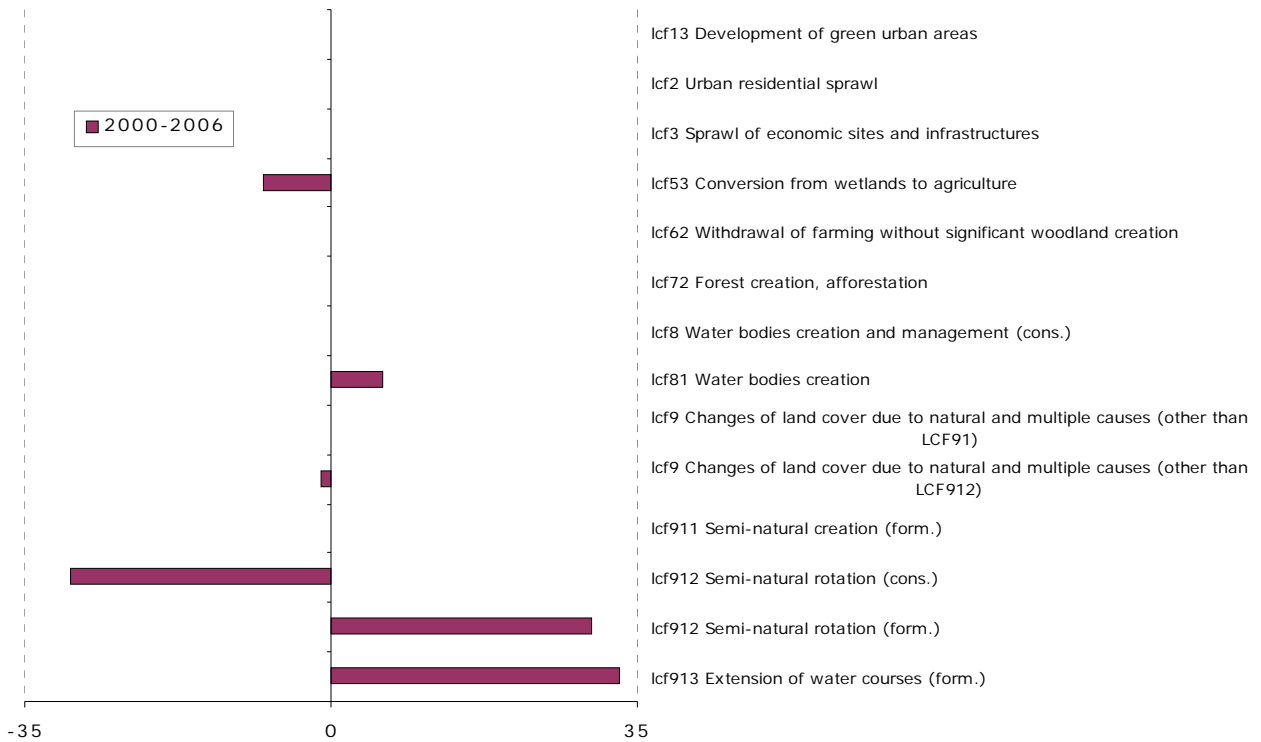 lcf13 Development of green urban areas
lcf2 Urban residential sprawl
2000-2006
lcf3 Sprawl of economic sites and infrastructures
lcf53 Conversion from wetlands to agriculture
lcf62 Withdrawal of farming without significant woodland creation
lcf72 Forest creation, afforestation
lcf8 Water bodies creation and management (cons.)
lcf81 Water bodies creation
lcf9 Changes of land cover due to natural and multiple causes (other than
LCF91)
lcf9 Changes of land cover due to natural and multiple causes (other than
LCF912)
lcf911 Semi-natural creation (form.)
lcf912 Semi-natural rotation (cons.)
lcf912 Semi-natural rotation (form.)
lcf913 Extension of water courses (form.)
-35 0 35